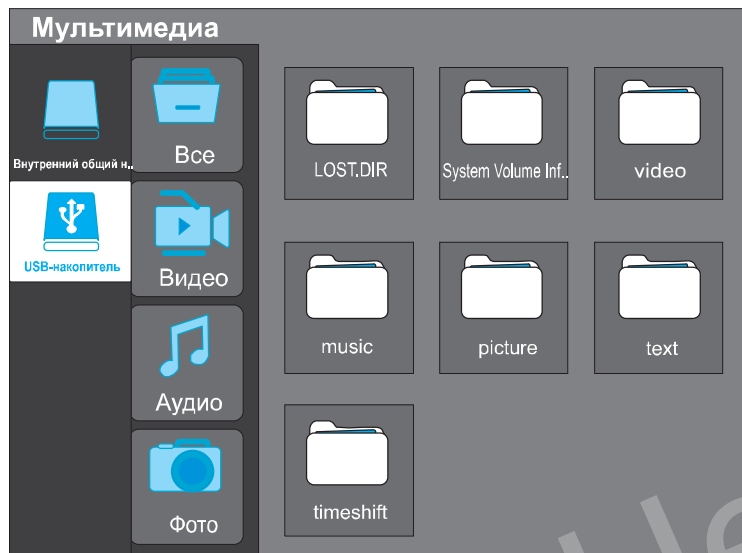 Мультимедиа
Внутренний общий н..
USB-накопитель
Все
Видео
Аудио
Фото
LOST.DIR
System Volume Inf..
video
music
picture
text
timeshift